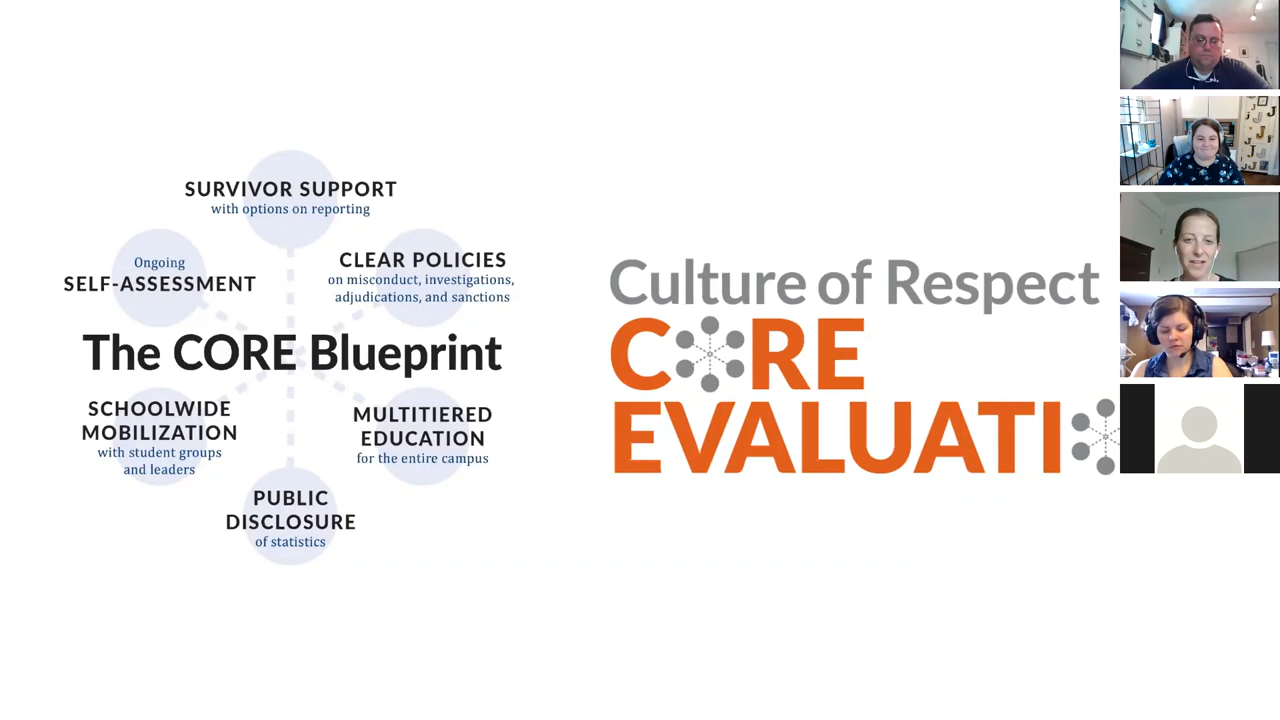 SURVIVOR SUPPORT
with options on reporting
Ongoing
SELF-ASSESSMENT
CLEAR POLICIES
on misconduct, investigations,
adjudications, and sanctions
The CORE Blueprint
SCHOOLWIDE
MOBILIZATION
with student groups
and leaders
MULTITIERED
EDUCATION
for the entire campus
PUBLIC
DISCLOSURE
of statistics
Culture of Respect
CORE
EVALUATI